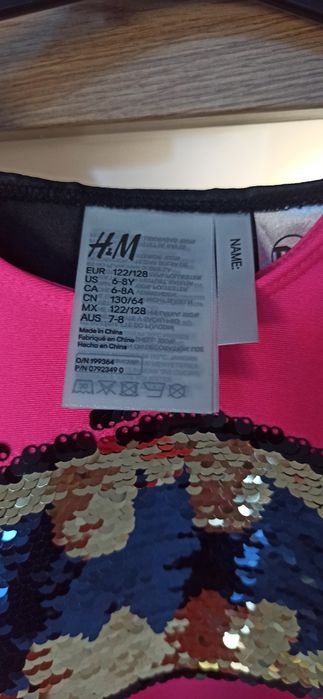 H&M
EUR 122/128
US 6-8Y
CA 6-8A
CN 130/64
MX 122/128
AUS 7-8
Made in China
Fabriqué en Chine
Hecho en China
O/N 199364
P/N 0792349 0
NAME: